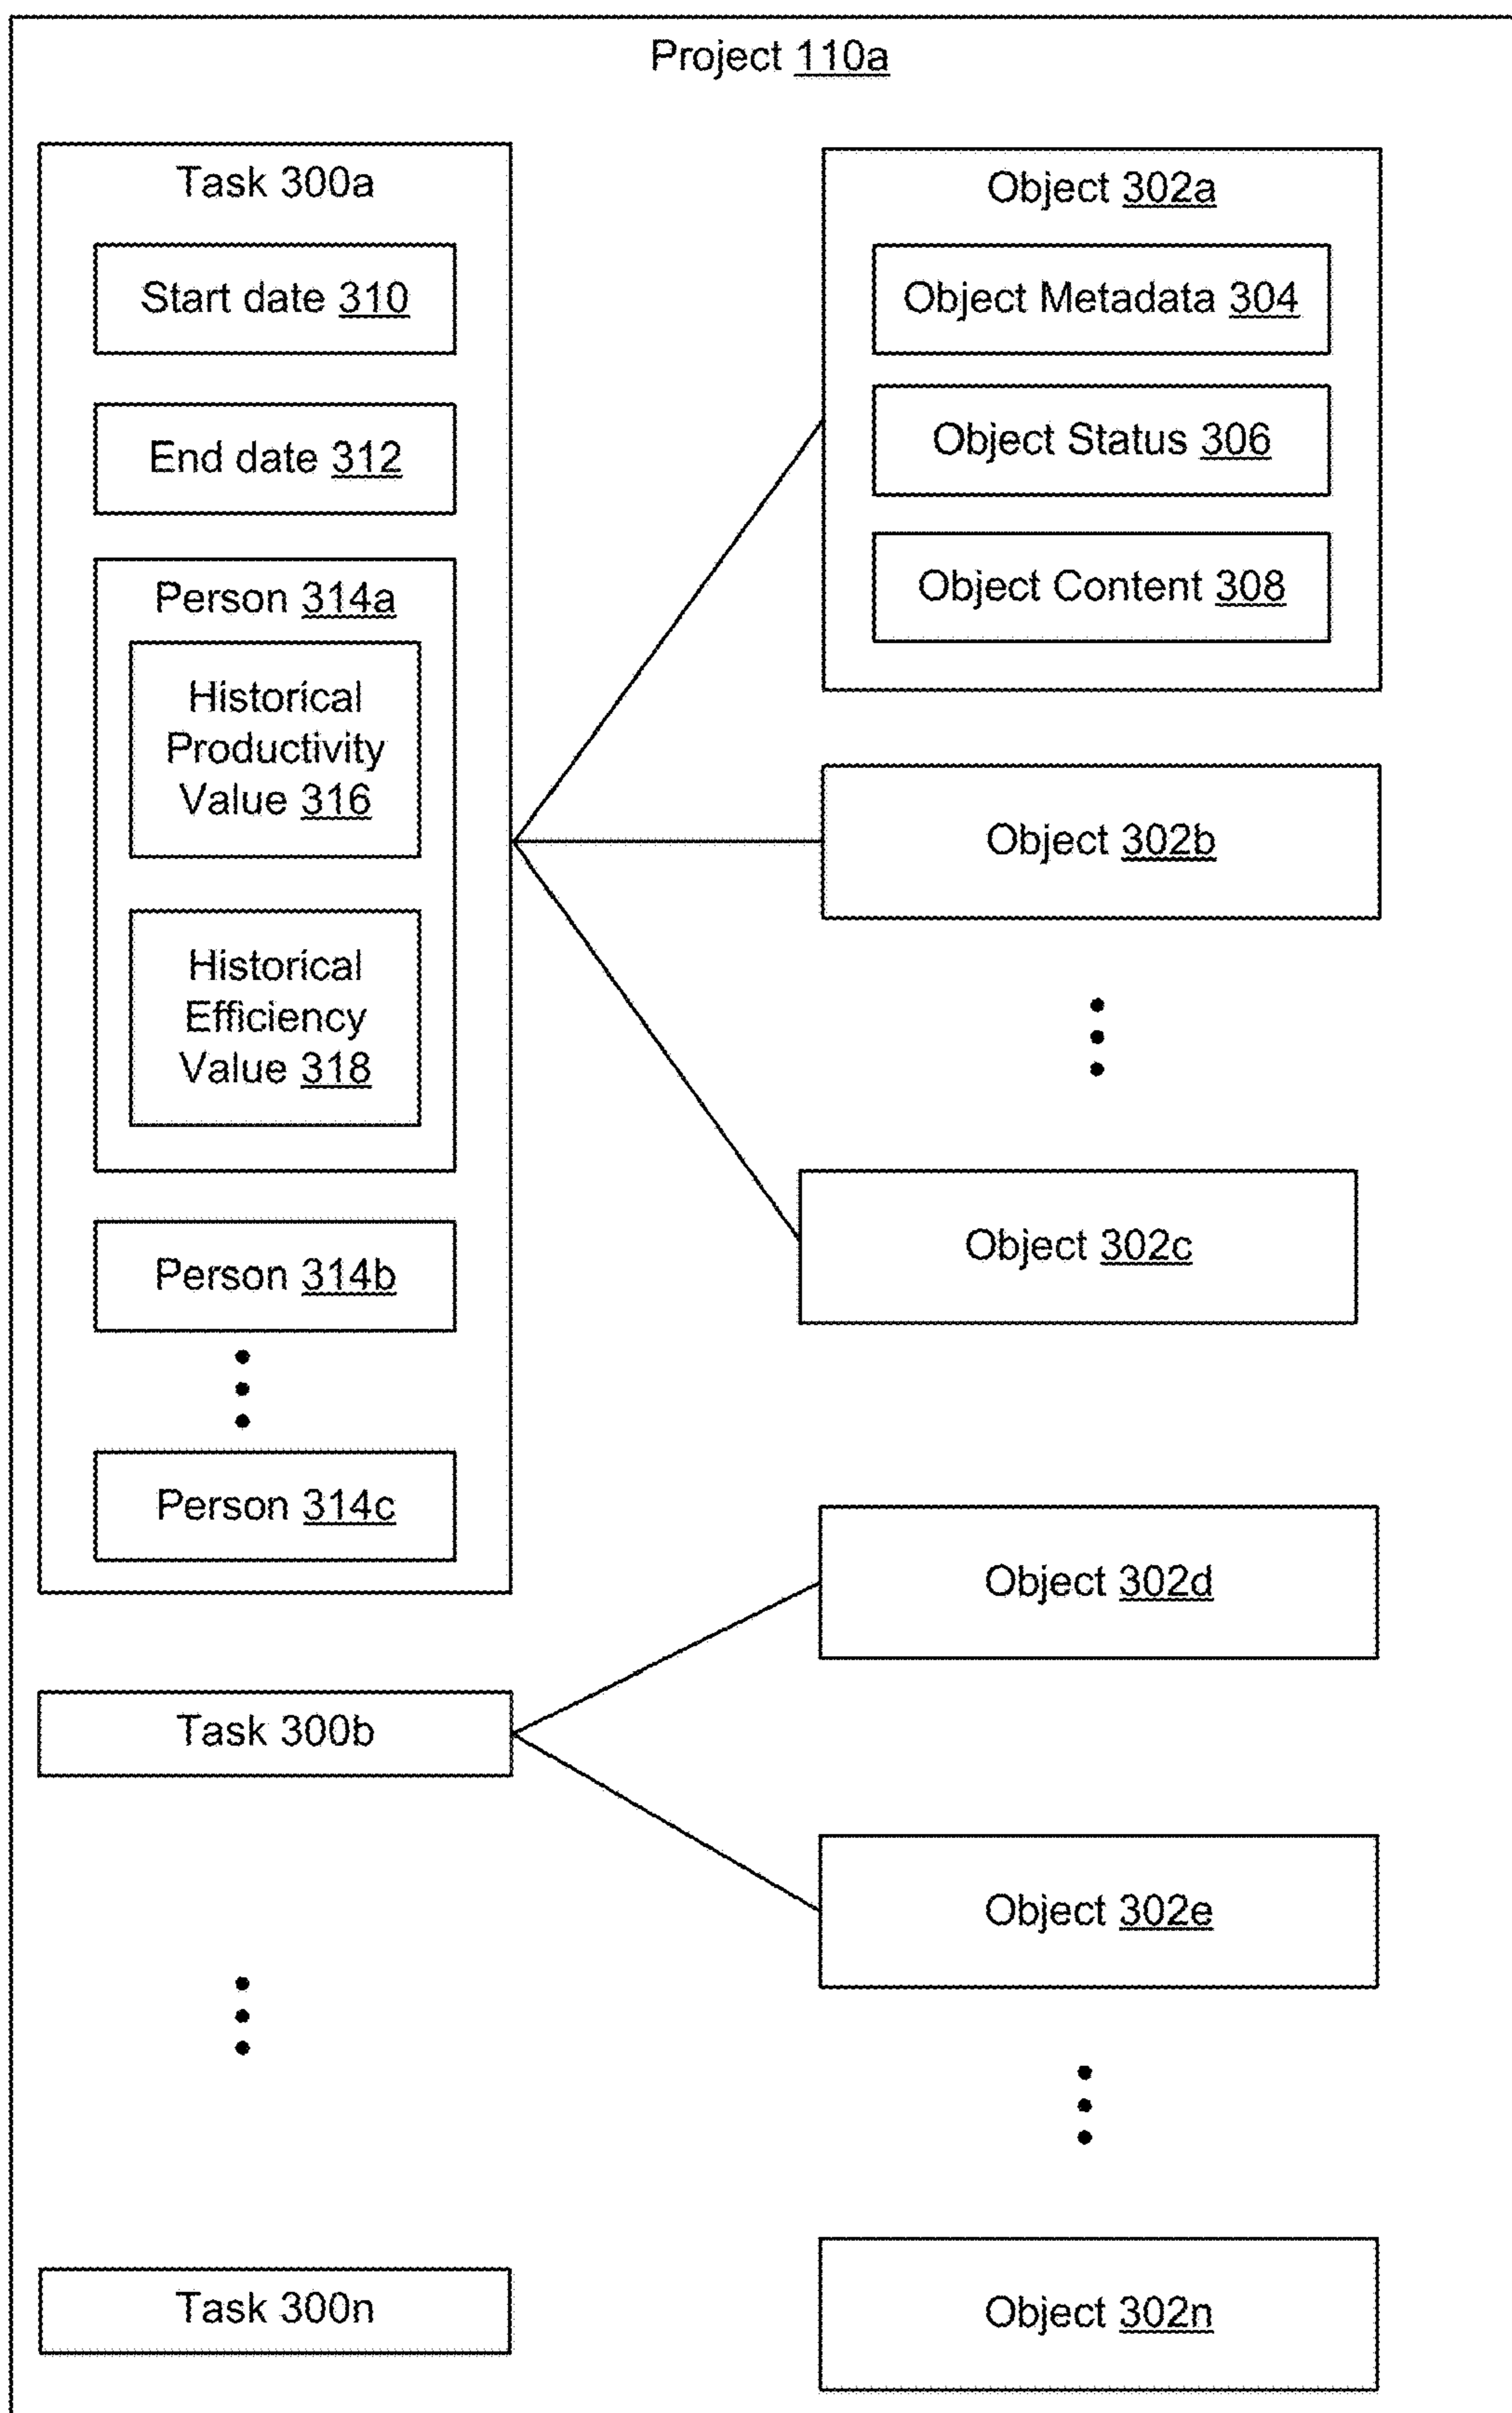 Project 110a
Task 300a
Start date 310
End date 312
Person 314a
Historical
Productivity
Value 316
Historical
Efficiency
Value 318
Person 314b
Person 314c
Object 302a
Object Metadata 304
Object Status 306
Object Content 308
Object 302b
Object 302c
Task 300b
Object 302d
Object 302e
Task 300n
Object 302n